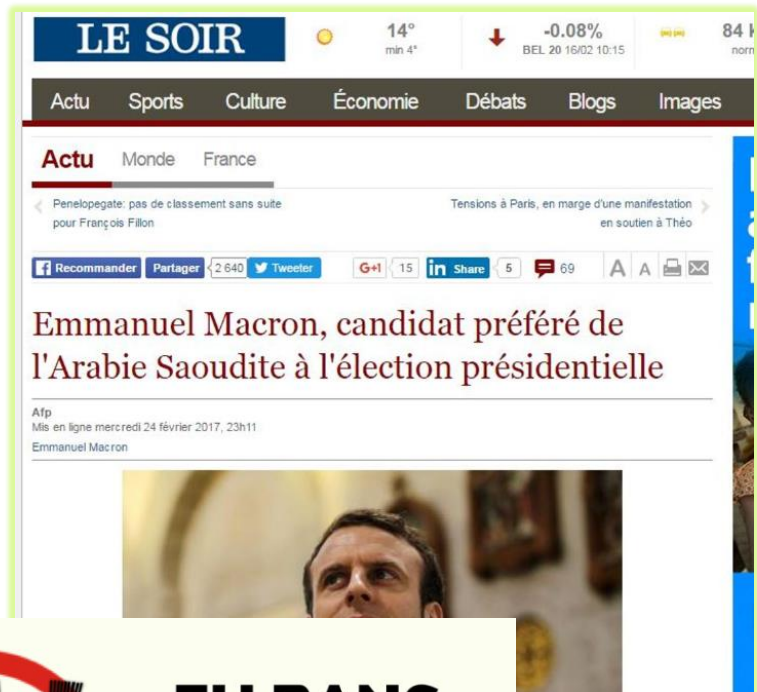 LE SOIR
14°
min 4°
-0.08%
BEL 20 16/02 10:15
84 k
norn
Actu Sports Culture Économie Débats Blogs Images
Actu Monde France
Penelopegate: pas de classement sans suite
pour François Fillon
Tensions à Paris, en marge d'une manifestation
en soutien à Théo
Recommander Partager 2 640 Tweeter G+1 15 in Share 5 69 A A
Emmanuel Macron, candidat préféré de
l'Arabie Saoudite à l'élection présidentielle
Afp
Mis en ligne mercredi 24 février 2017, 23h11
Emmanuel Macron